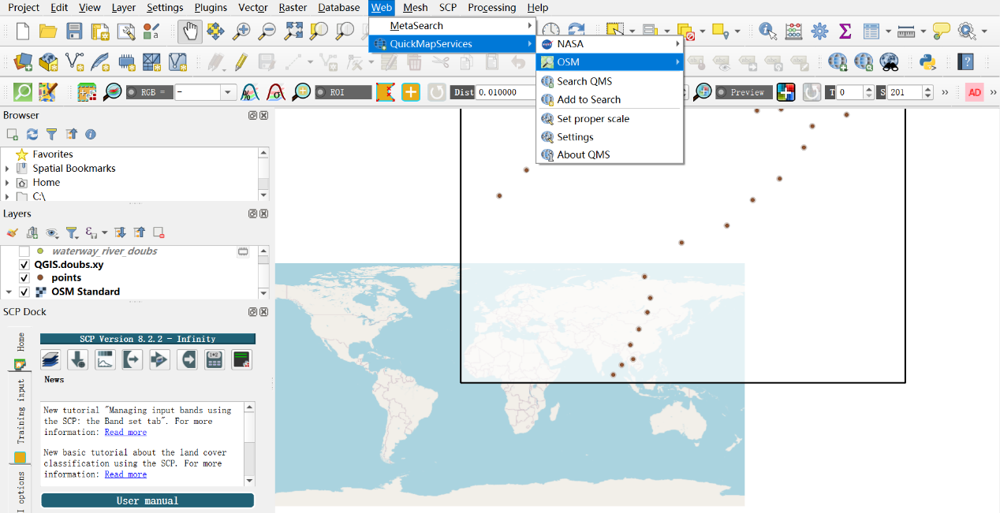 Project Edit View Layer Settings Plugins Vector Raster Database Web Mesh SCP Processing Help
MetaSearch
QuickMapServices
NASA
OSM
Search QMS
Add to Search
Set proper scale
Settings
About QMS
RGB = - ROI Dist 0.010000 Preview T 0 S 201 AD
Browser
Favorites
Spatial Bookmarks
Home
C:\
Layers
waterway_river_doubs
QGIS.doubs.xy
points
OSM Standard
SCP Dock
Home
Training input
SCP Version 8.2.2 - Infinity
News
New tutorial "Managing input bands using
the SCP: the Band set tab". For more
information: Read more
New basic tutorial about the land cover
classification using the SCP. For more
information: Read more
options
User manual